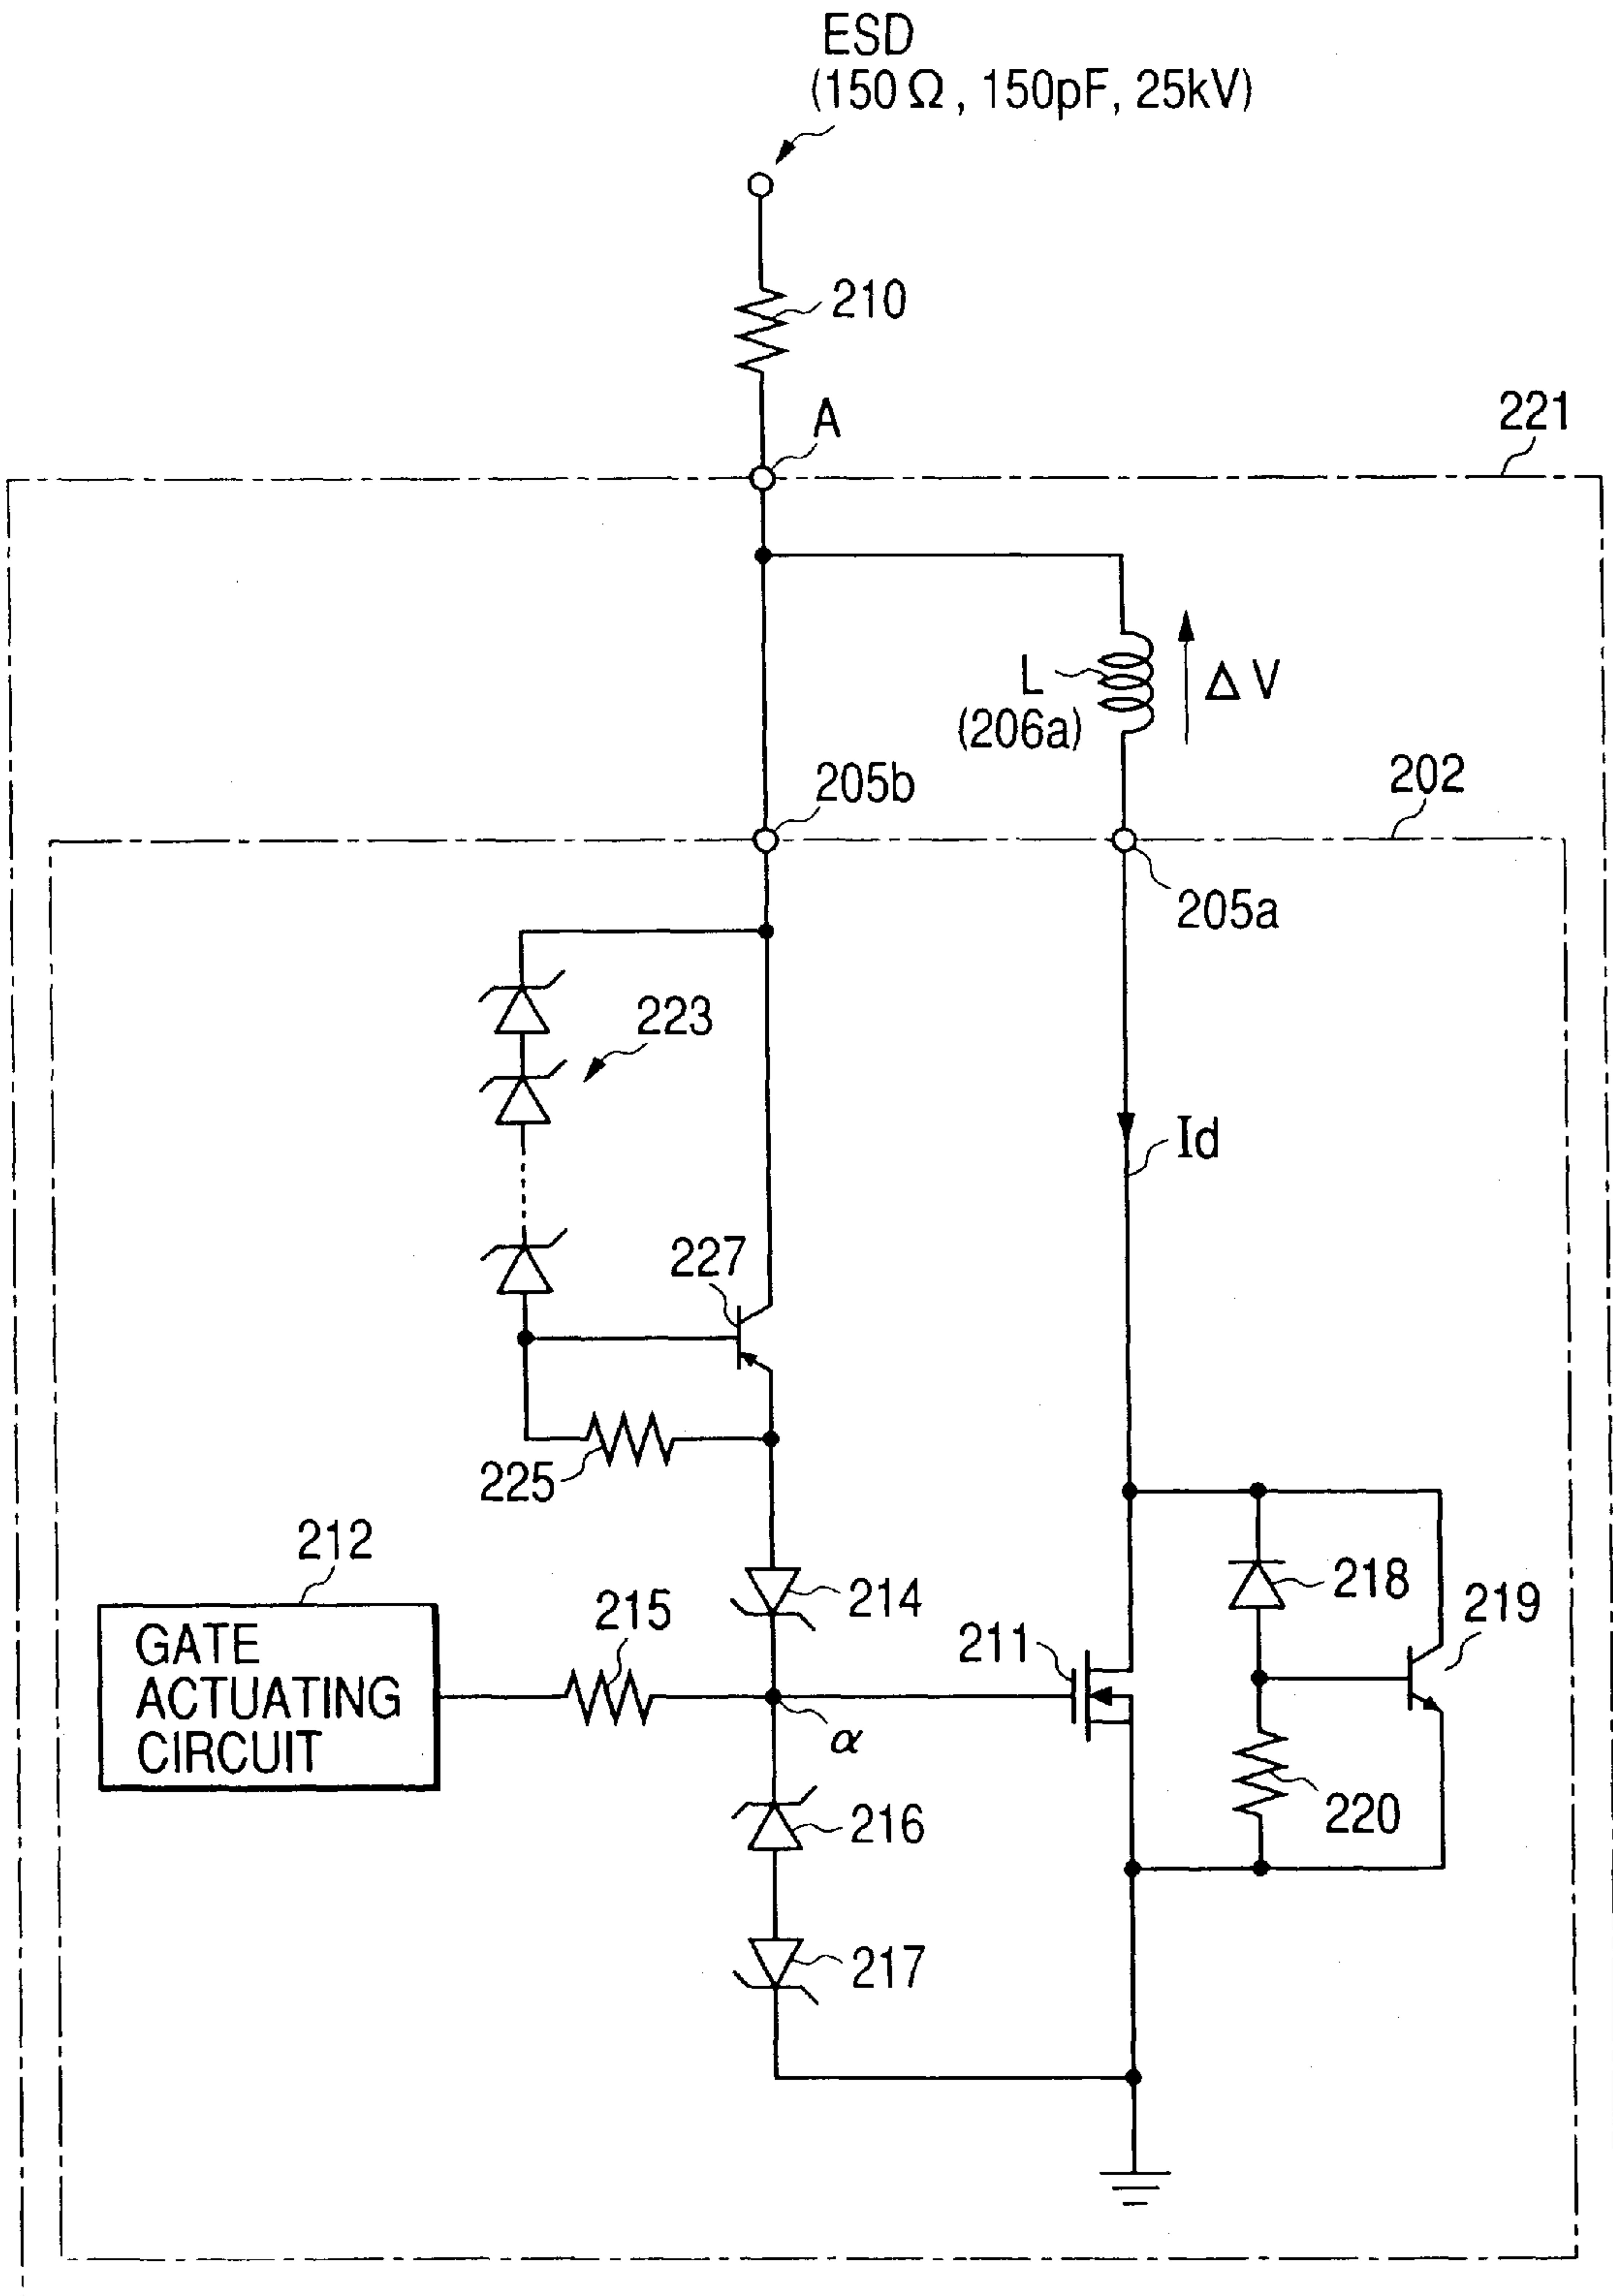 ESD
(150Ω, 150pF, 25kV)
210
A
221
L
(206a)
ΔV
205b
202
205a
223
Id
227
225
212
GATE
ACTUATING
CIRCUIT
215
214
211
218
219
α
216
220
217